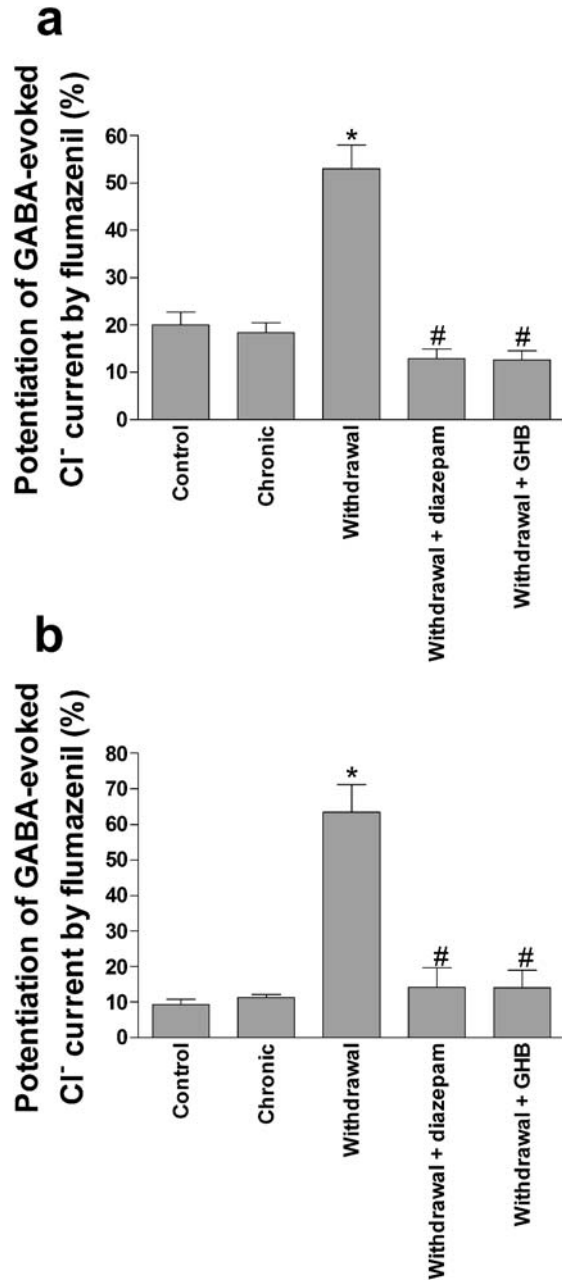 a
Potentiation of GABA-evoked
Cl⁻ current by flumazenil (%)
60
50
40
30
20
10
0
*
#
#
Control
Chronic
Withdrawal
Withdrawal + diazepam
Withdrawal + GHB
b
Potentiation of GABA-evoked
Cl⁻ current by flumazenil (%)
80
70
60
50
40
30
20
10
0
*
#
#
Control
Chronic
Withdrawal
Withdrawal + diazepam
Withdrawal + GHB